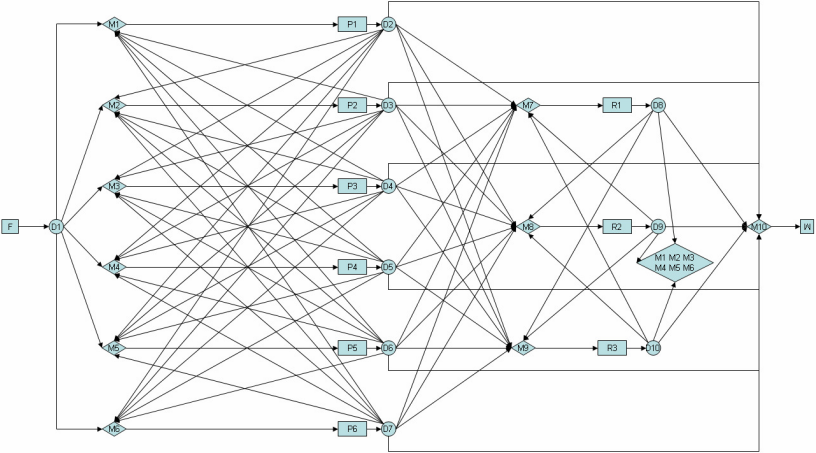 M1 P1 D2
M2 P2 D3 M7 R1 D8
M3 P3 D4
F D1 M8 R2 D9 M10 W
M1 M2 M3
M4 M5 M6
M4 P4 D5
M5 P5 D6 M9 R3 D10
M6 P6 D7